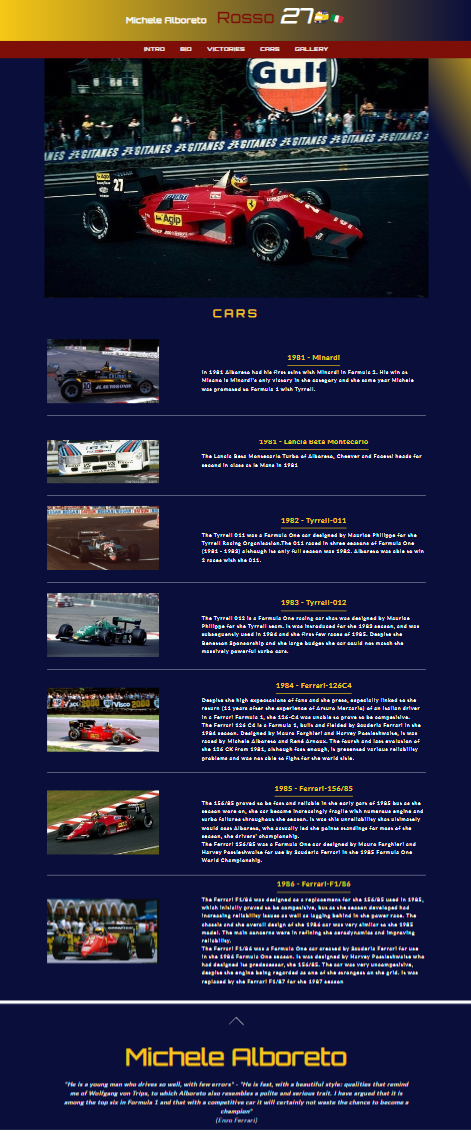 Michele Alboreto Rosso 27
INTRO BIO VICTORIES CARS GALLERY
Gulf
GITANES GITANES GITANES GITANES GITANES
27
Agip
CARS
1981 - Minardi
In 1981 Alboreto had his first wins with Minardi in Formula 2. His win at
Misano is Minardi's only victory in the category and the same year Michele
was promoted to Formula 1 with Tyrrell.
1981 - Lancia Beta Montecarlo
The Lancia Beta Montecarlo Turbo of Alboreto, Cheever and Facetti heads for
second in class at le Mans in 1981
1982 - Tyrrell-011
The Tyrrell 011 was a Formula One car designed by Maurice Philippe for the
Tyrrell Racing Organisation.The 011 raced in three seasons of Formula One
(1981 - 1983) although its only full season was 1982. Alboreto was able to win
2 races with the 011.
1983 - Tyrrell-012
The Tyrrell 012 is a Formula One racing car that was designed by Maurice
Philippe for the Tyrrell team. It was introduced for the 1983 season, and was
subsequently used in 1984 and the first few races of 1985. Despite the
Benetton Sponsorship and the large budget the car could not match the
massively powerful turbo cars.
1984 - Ferrari-126C4
Despite the high expectations of fans and the press, especially linked to the
return (11 years after the experience of Arturo Merzario) of an Italian driver
in a Ferrari Formula 1, the 126-C4 was unable to prove to be competitive.
The Ferrari 126 C4 is a Formula 1, built and fielded by Scuderia Ferrari in the
1984 season. Designed by Mauro Forghieri and Harvey Postlethwaite, it was
raced by Michele Alboreto and René Arnoux. The fourth and last evolution of
the 126 CK from 1981, although fast enough, it presented various reliability
problems and was not able to fight for the world title.
1985 - Ferrari-156/85
The 156/85 proved to be fast and reliable in the early part of 1985 but as the
season wore on, the car became increasingly fragile with numerous engine and
turbo failures throughout the season. It was this unreliability that ultimately
would cost Alboreto, who actually led the points standings for most of the
season, the drivers' championship.
The Ferrari 156/85 was a Formula One car designed by Mauro Forghieri and
Harvey Postlethwaite for use by Scuderia Ferrari in the 1985 Formula One
World Championship.
1986 - Ferrari-F1/86
The Ferrari F1/86 was designed as a replacement for the 156/85 used in 1985,
which initially proved to be competitive, but as the season developed had
increasing reliability issues as well as lagging behind in the power race. The
chassis and the overall design of the 1986 car was very similar to the 1985
model. The main concerns were in refining the aerodynamics and improving
reliability.
The Ferrari F1/86 was a Formula One car created by Scuderia Ferrari for use
in the 1986 Formula One season. It was designed by Harvey Postlethwaite who
had designed its predecessor, the 156/85. The car was very uncompetitive,
despite the engine being regarded as one of the strongest on the grid. It was
replaced by the Ferrari F1/87 for the 1987 season
Michele Alboreto
"He is a young man who drives so well, with few errors" - "He is fast, with a beautiful style: qualities that remind
me of Wolfgang von Trips, to which Alboreto also resembles a polite and serious trait. I have argued that it is
among the top six in Formula 1 and that with a competitive car it will certainly not waste the chance to become a
champion"
(Enzo Ferrari)